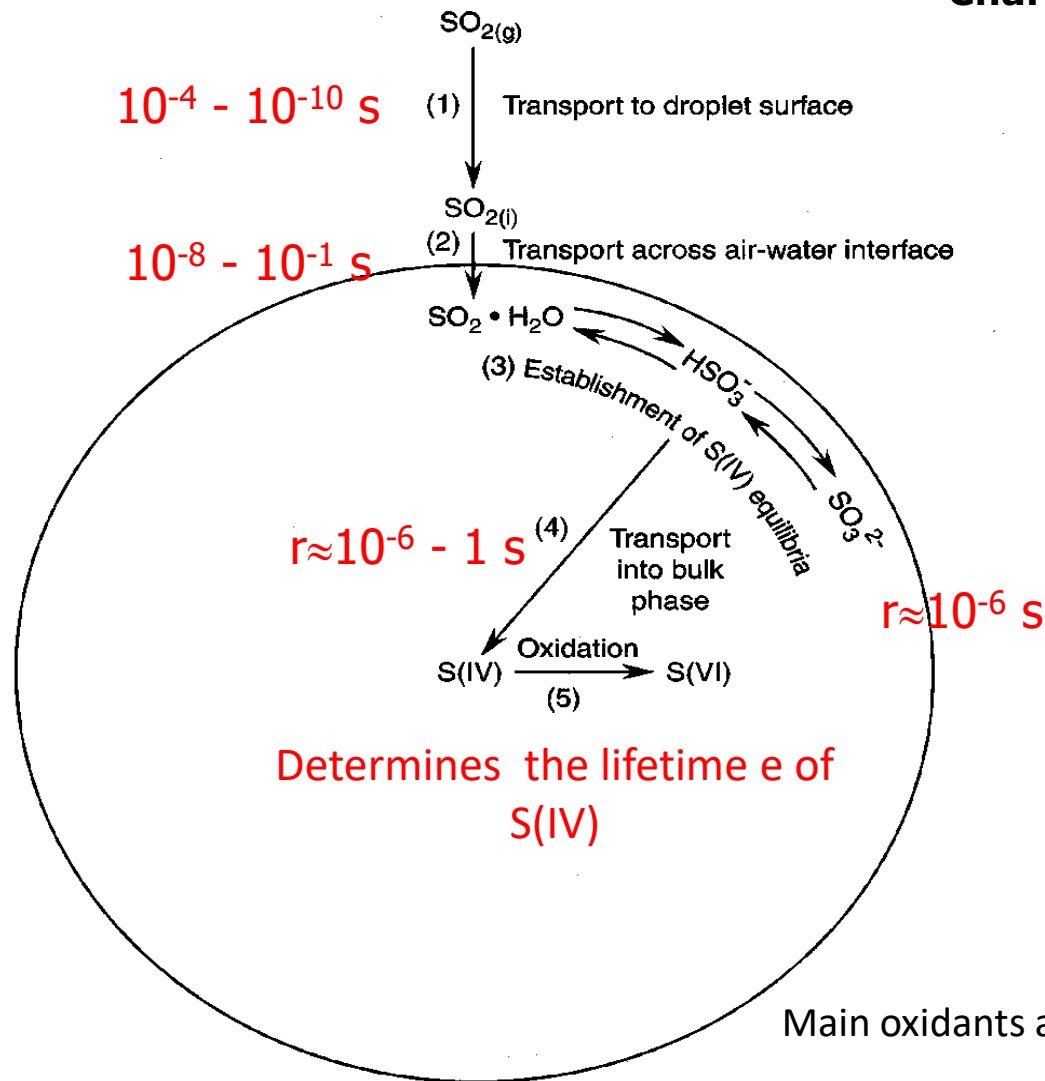 SO₂(g)
10⁻⁴ - 10⁻¹⁰ s
(1) Transport to droplet surface
SO₂(i)
(2) Transport across air-water interface
10⁻⁸ - 10⁻¹ s
SO₂ • H₂O
HSO₃⁻
SO₃²⁻
(3) Establishment of S(IV) equilibria
r≈10⁻⁶ s
r≈10⁻⁶ - 1 s
(4)
Transport
into bulk
phase
S(IV) Oxidation S(VI)
(5)
Determines the lifetime e of
S(IV)
Main oxidants a